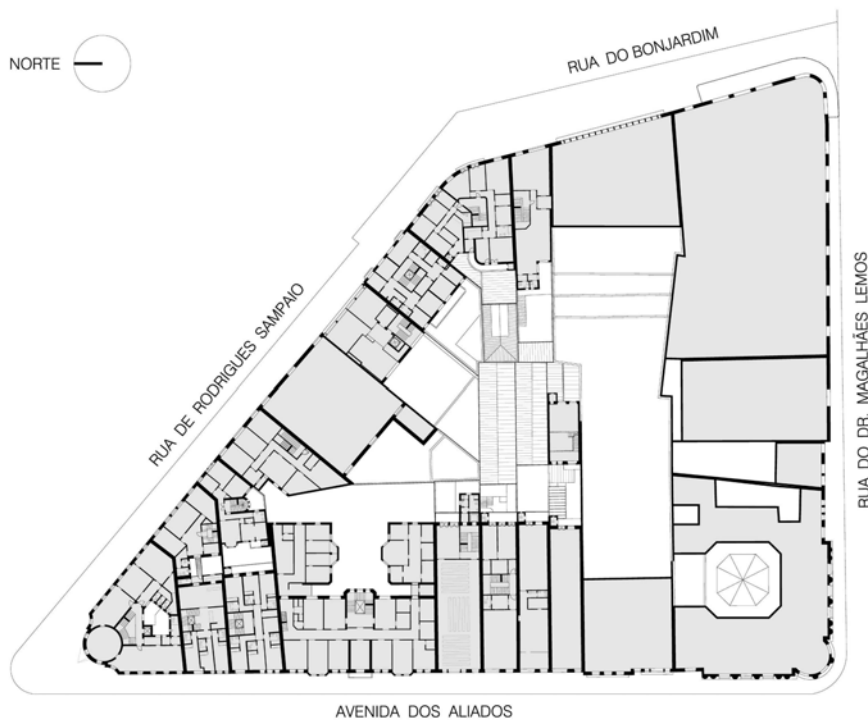 RUA DO BONJARDIM
NORTE
RUA DE RODRIGUES SAMPAIO
RUA DO DR. MAGALHÃES LEMOS
AVENIDA DOS ALIADOS